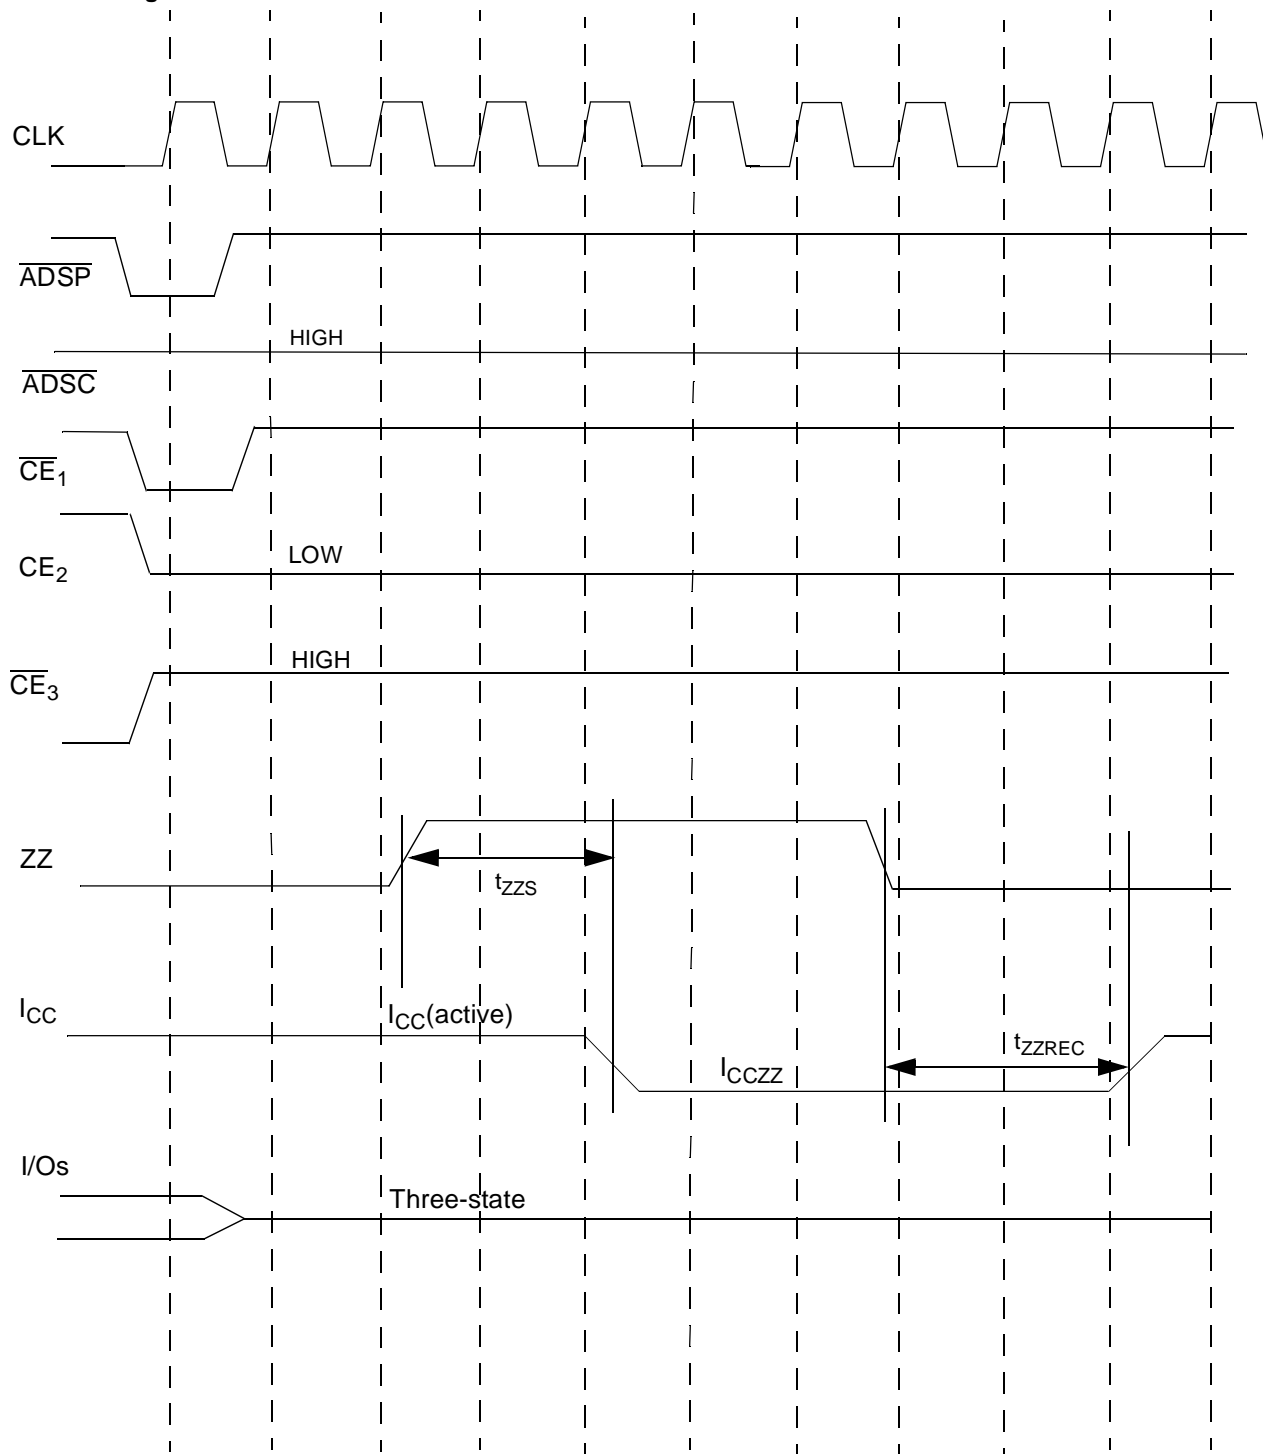 CLK
ADSP
HIGH
ADSC
CE1
LOW
CE2
HIGH
CE3
ZZ
tZZS
ICC
ICC(active)
tZZREC
ICCZZ
I/Os
Three-state